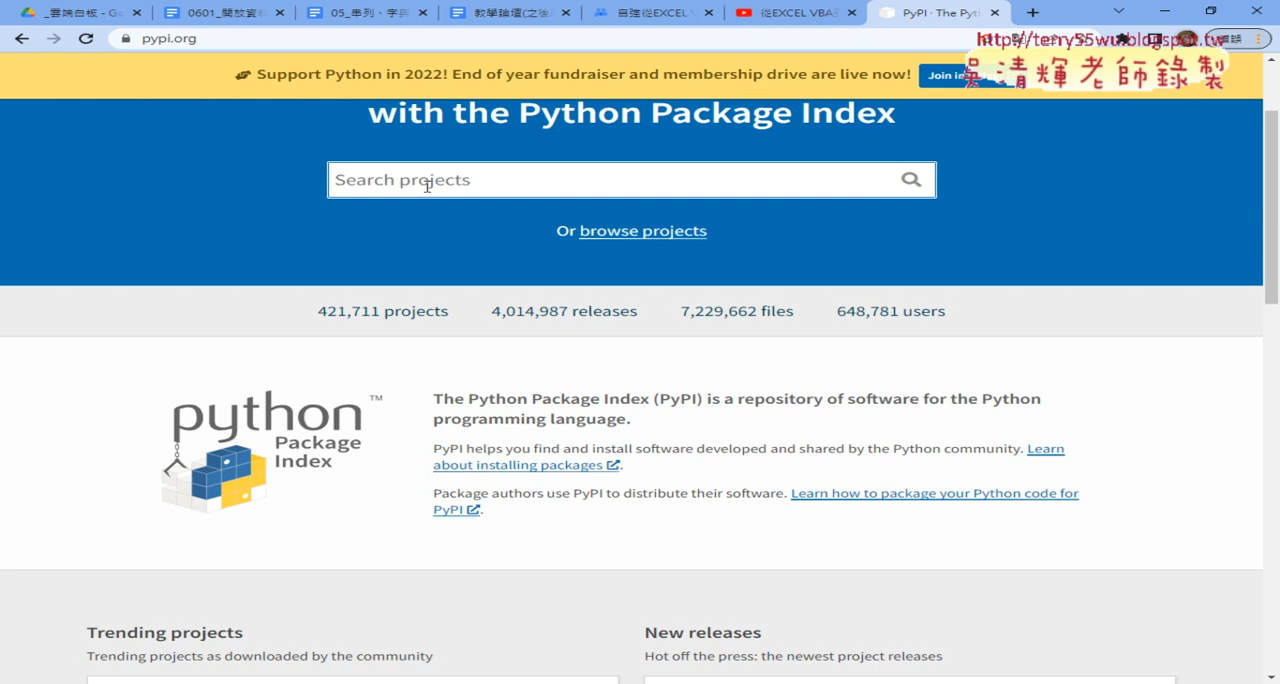 _雲端白板 - Go
0601_開放資
05_串列、字典
教學論壇(之後
自強從EXCEL V
從EXCEL VBA
PyPI · The Pyt
pypi.org
http://terry55wu.blogspot.tw
吳清輝老師錄製
Support Python in 2022! End of year fundraiser and membership drive are live now!
Join in
with the Python Package Index
Search projects
Or browse projects
421,711 projects
4,014,987 releases
7,229,662 files
648,781 users
python™
Package
Index
The Python Package Index (PyPI) is a repository of software for the Python
programming language.
PyPI helps you find and install software developed and shared by the Python community. Learn
about installing packages.
Package authors use PyPI to distribute their software. Learn how to package your Python code for
PyPI.
Trending projects
Trending projects as downloaded by the community
New releases
Hot off the press: the newest project releases